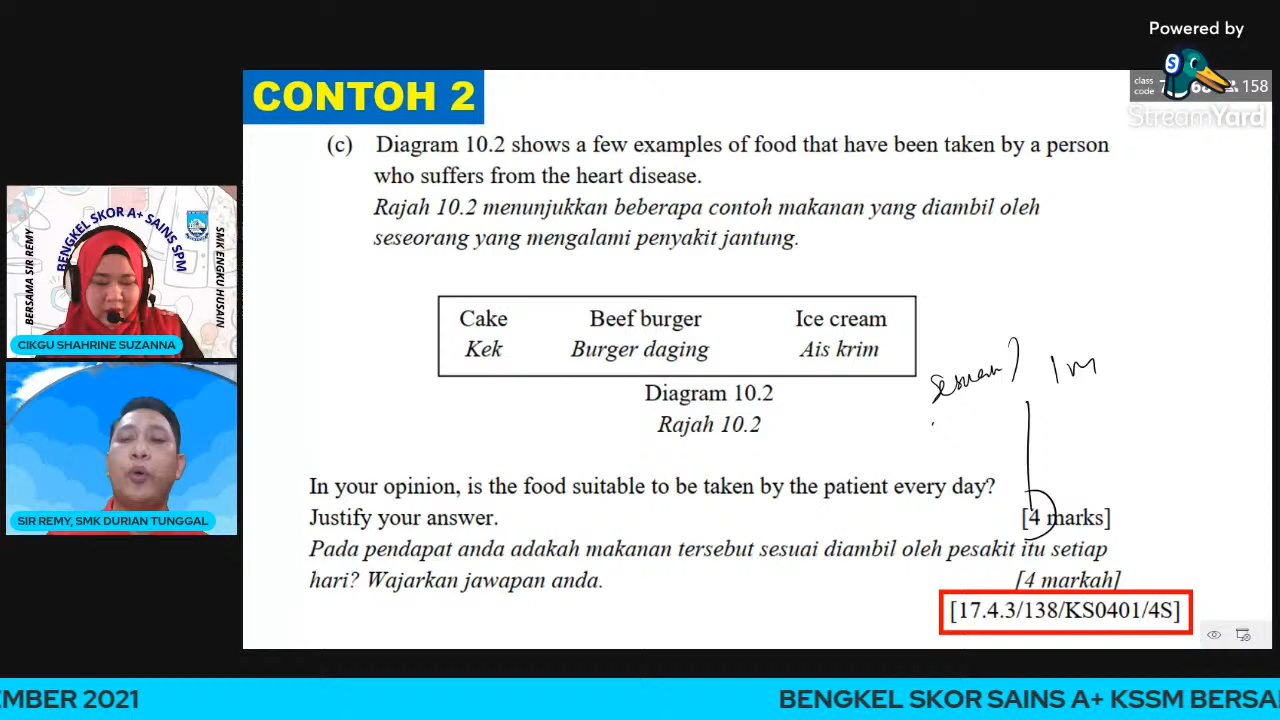 Powered by
CONTOH 2
class code 158
StreamYard
(c) Diagram 10.2 shows a few examples of food that have been taken by a person
who suffers from the heart disease.
Rajah 10.2 menunjukkan beberapa contoh makanan yang diambil oleh
seseorang yang mengalami penyakit jantung.
BENGKEL SKOR A+ SAINS SPM
BERSAMA SIR REMY
SMK ENGKU HUSAIN
CIKGU SHAHRINE SUZANNA
Cake Beef burger Ice cream
Kek Burger daging Ais krim
sesuai 1 m
Diagram 10.2
Rajah 10.2
SIR REMY, SMK DURIAN TUNGGAL
In your opinion, is the food suitable to be taken by the patient every day?
Justify your answer. [4 marks]
Pada pendapat anda adakah makanan tersebut sesuai diambil oleh pesakit itu setiap
hari? Wajarkan jawapan anda. [4 markah]
[17.4.3/138/KS0401/4S]
EMBER 2021 BENGKEL SKOR SAINS A+ KSSM BERSA